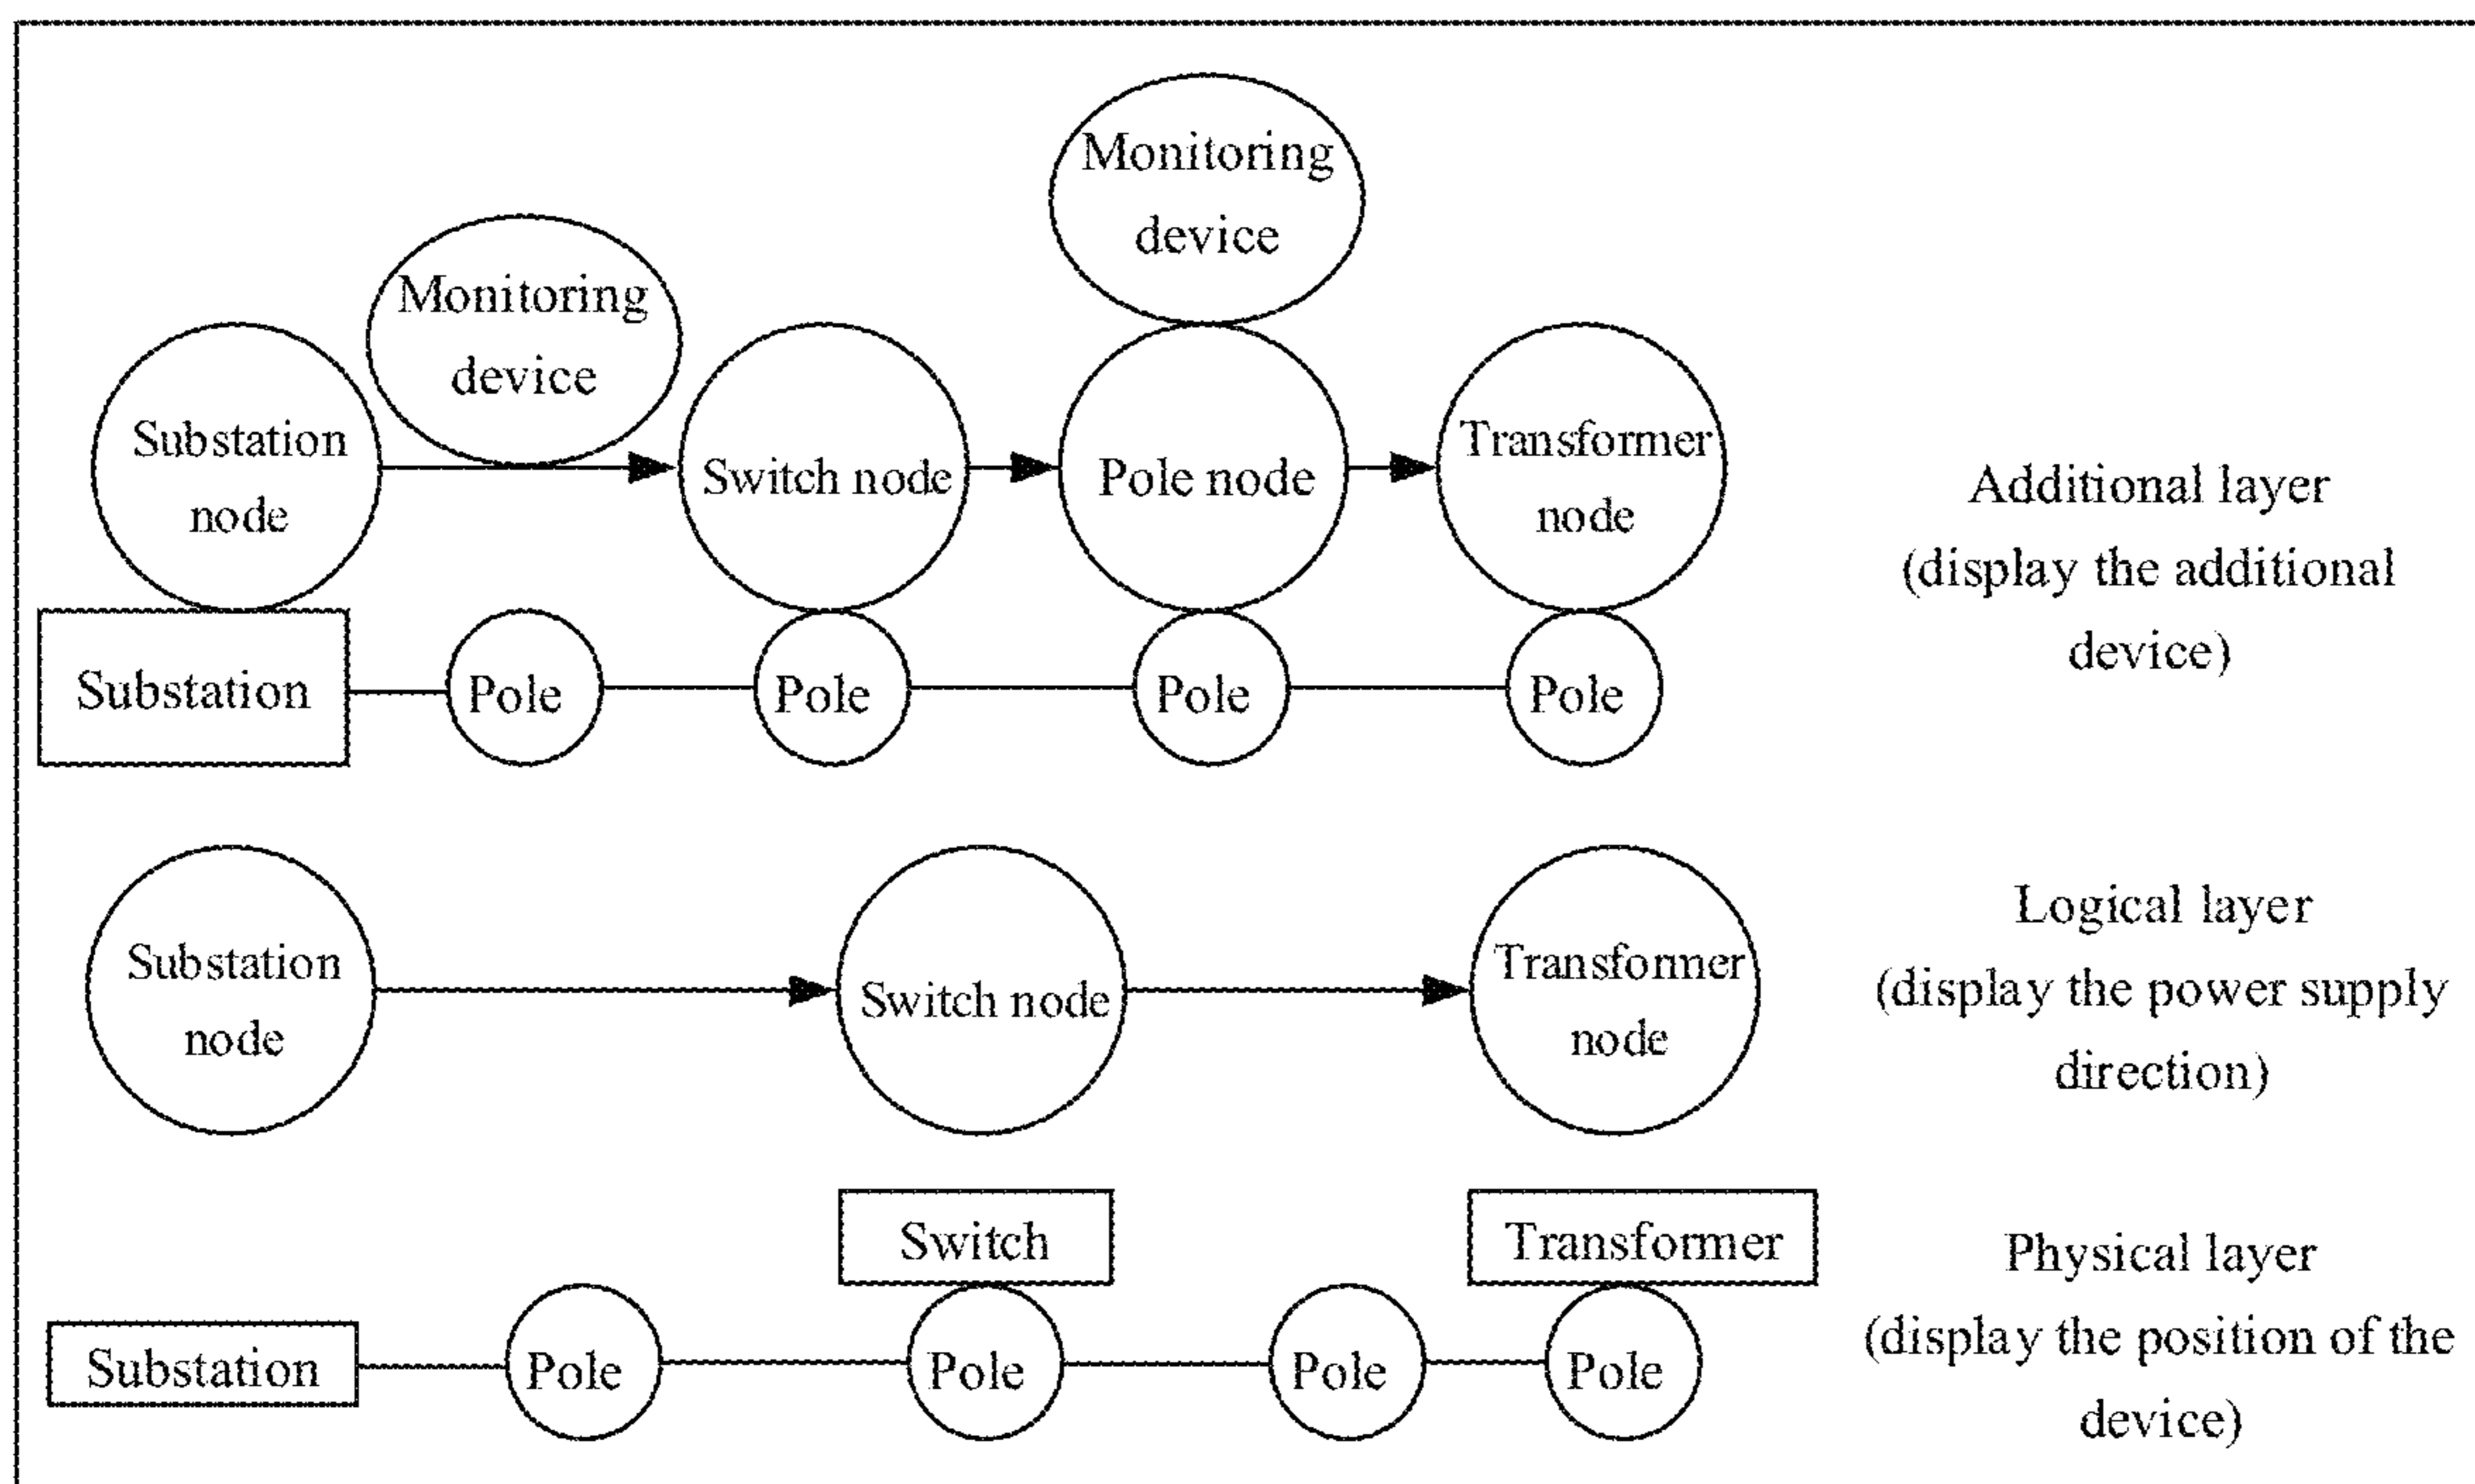 Monitoring
device
Monitoring
device
Substation
node
Switch node
Pole node
Transformer
node
Additional layer
(display the additional
device)
Substation
Pole
Pole
Pole
Pole
Substation
node
Switch node
Transformer
node
Logical layer
(display the power supply
direction)
Switch
Transformer
Substation
Pole
Pole
Pole
Pole
Physical layer
(display the position of the
device)